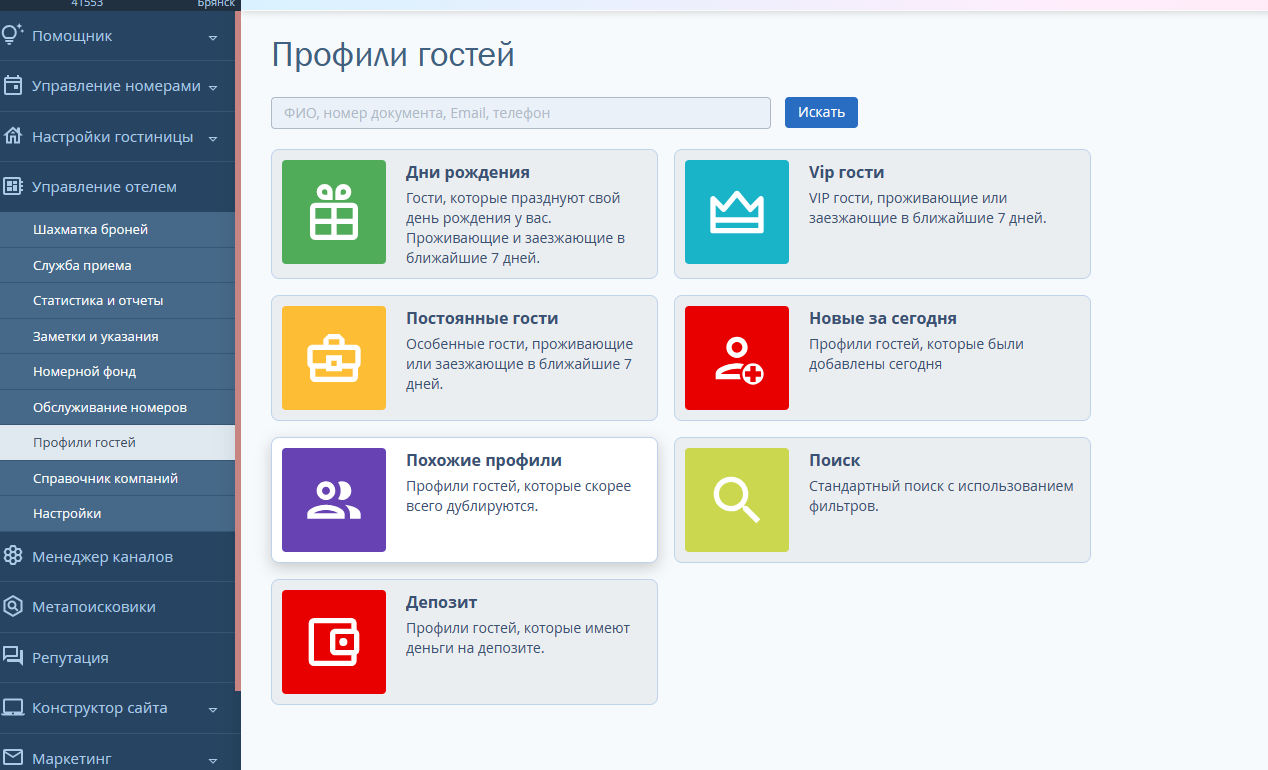 41553
Брянск
Помощник
Управление номерами
Настройки гостиницы
Управление отелем
Шахматка броней
Служба приема
Статистика и отчеты
Заметки и указания
Номерной фонд
Обслуживание номеров
Профили гостей
Справочник компаний
Настройки
Менеджер каналов
Метапоисковики
Репутация
Конструктор сайта
Маркетинг
Профили гостей
ФИО, номер документа, Email, телефон
Искать
Дни рождения
Гости, которые празднуют свой
день рождения у вас.
Проживающие и заезжающие в
ближайшие 7 дней.
Vip гости
VIP гости, проживающие или
заезжающие в ближайшие 7 дней.
Постоянные гости
Особенные гости, проживающие
или заезжающие в ближайшие 7
дней.
Новые за сегодня
Профили гостей, которые были
добавлены сегодня
Похожие профили
Профили гостей, которые скорее
всего дублируются.
Поиск
Стандартный поиск с использованием
фильтров.
Депозит
Профили гостей, которые имеют
деньги на депозите.